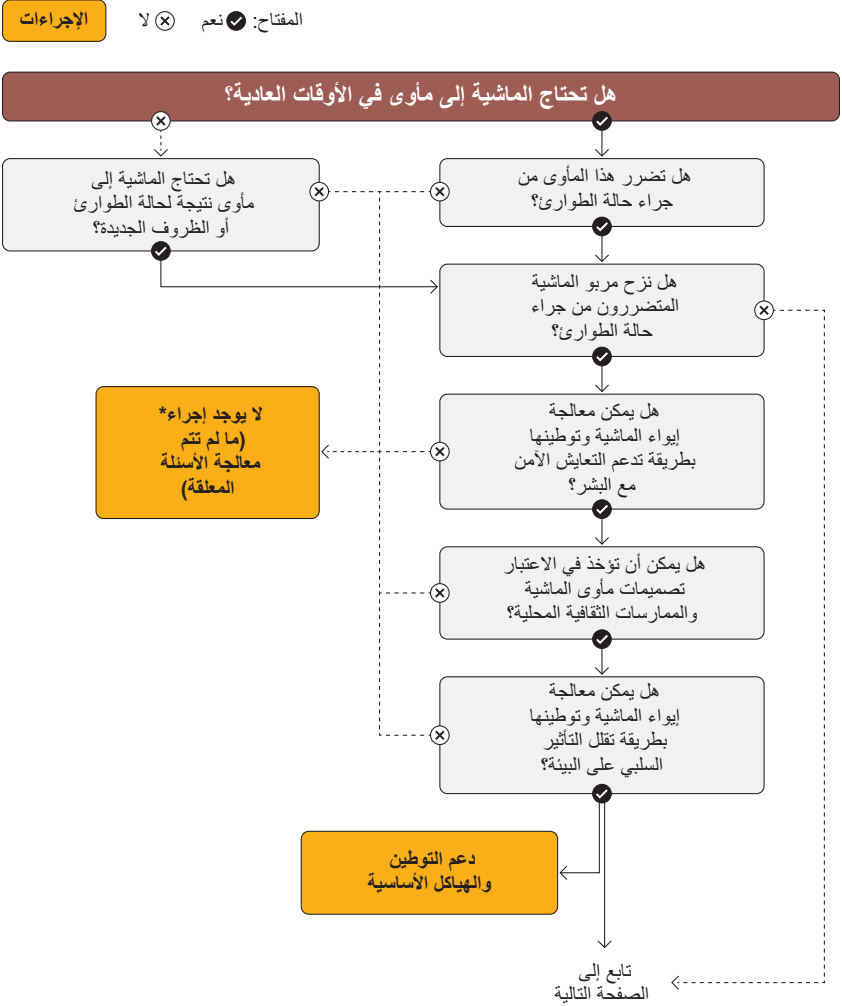 المفتاح: نعم لا الإجراءات
هل تحتاج الماشية إلى مأوى في الأوقات العادية؟
هل تضرر هذا المأوى من
جراء حالة الطوارئ؟
هل تحتاج الماشية إلى
مأوى نتيجة لحالة الطوارئ
أو الظروف الجديدة؟
هل نزح مربو الماشية
المتضررون من جراء
حالة الطوارئ؟
هل يمكن معالجة
إيواء الماشية وتوطينها
بطريقة تدعم التعايش الآمن
مع البشر؟
لا يوجد إجراء*
(ما لم تتم
معالجة الأسئلة
المعلقة)
هل يمكن أن تؤخذ في الاعتبار
تصميمات مأوى الماشية
والممارسات الثقافية المحلية؟
هل يمكن معالجة
إيواء الماشية وتوطينها
بطريقة تقلل التأثير
السلبي على البيئة؟
دعم التوطين
والهياكل الأساسية
تابع إلى
الصفحة التالية